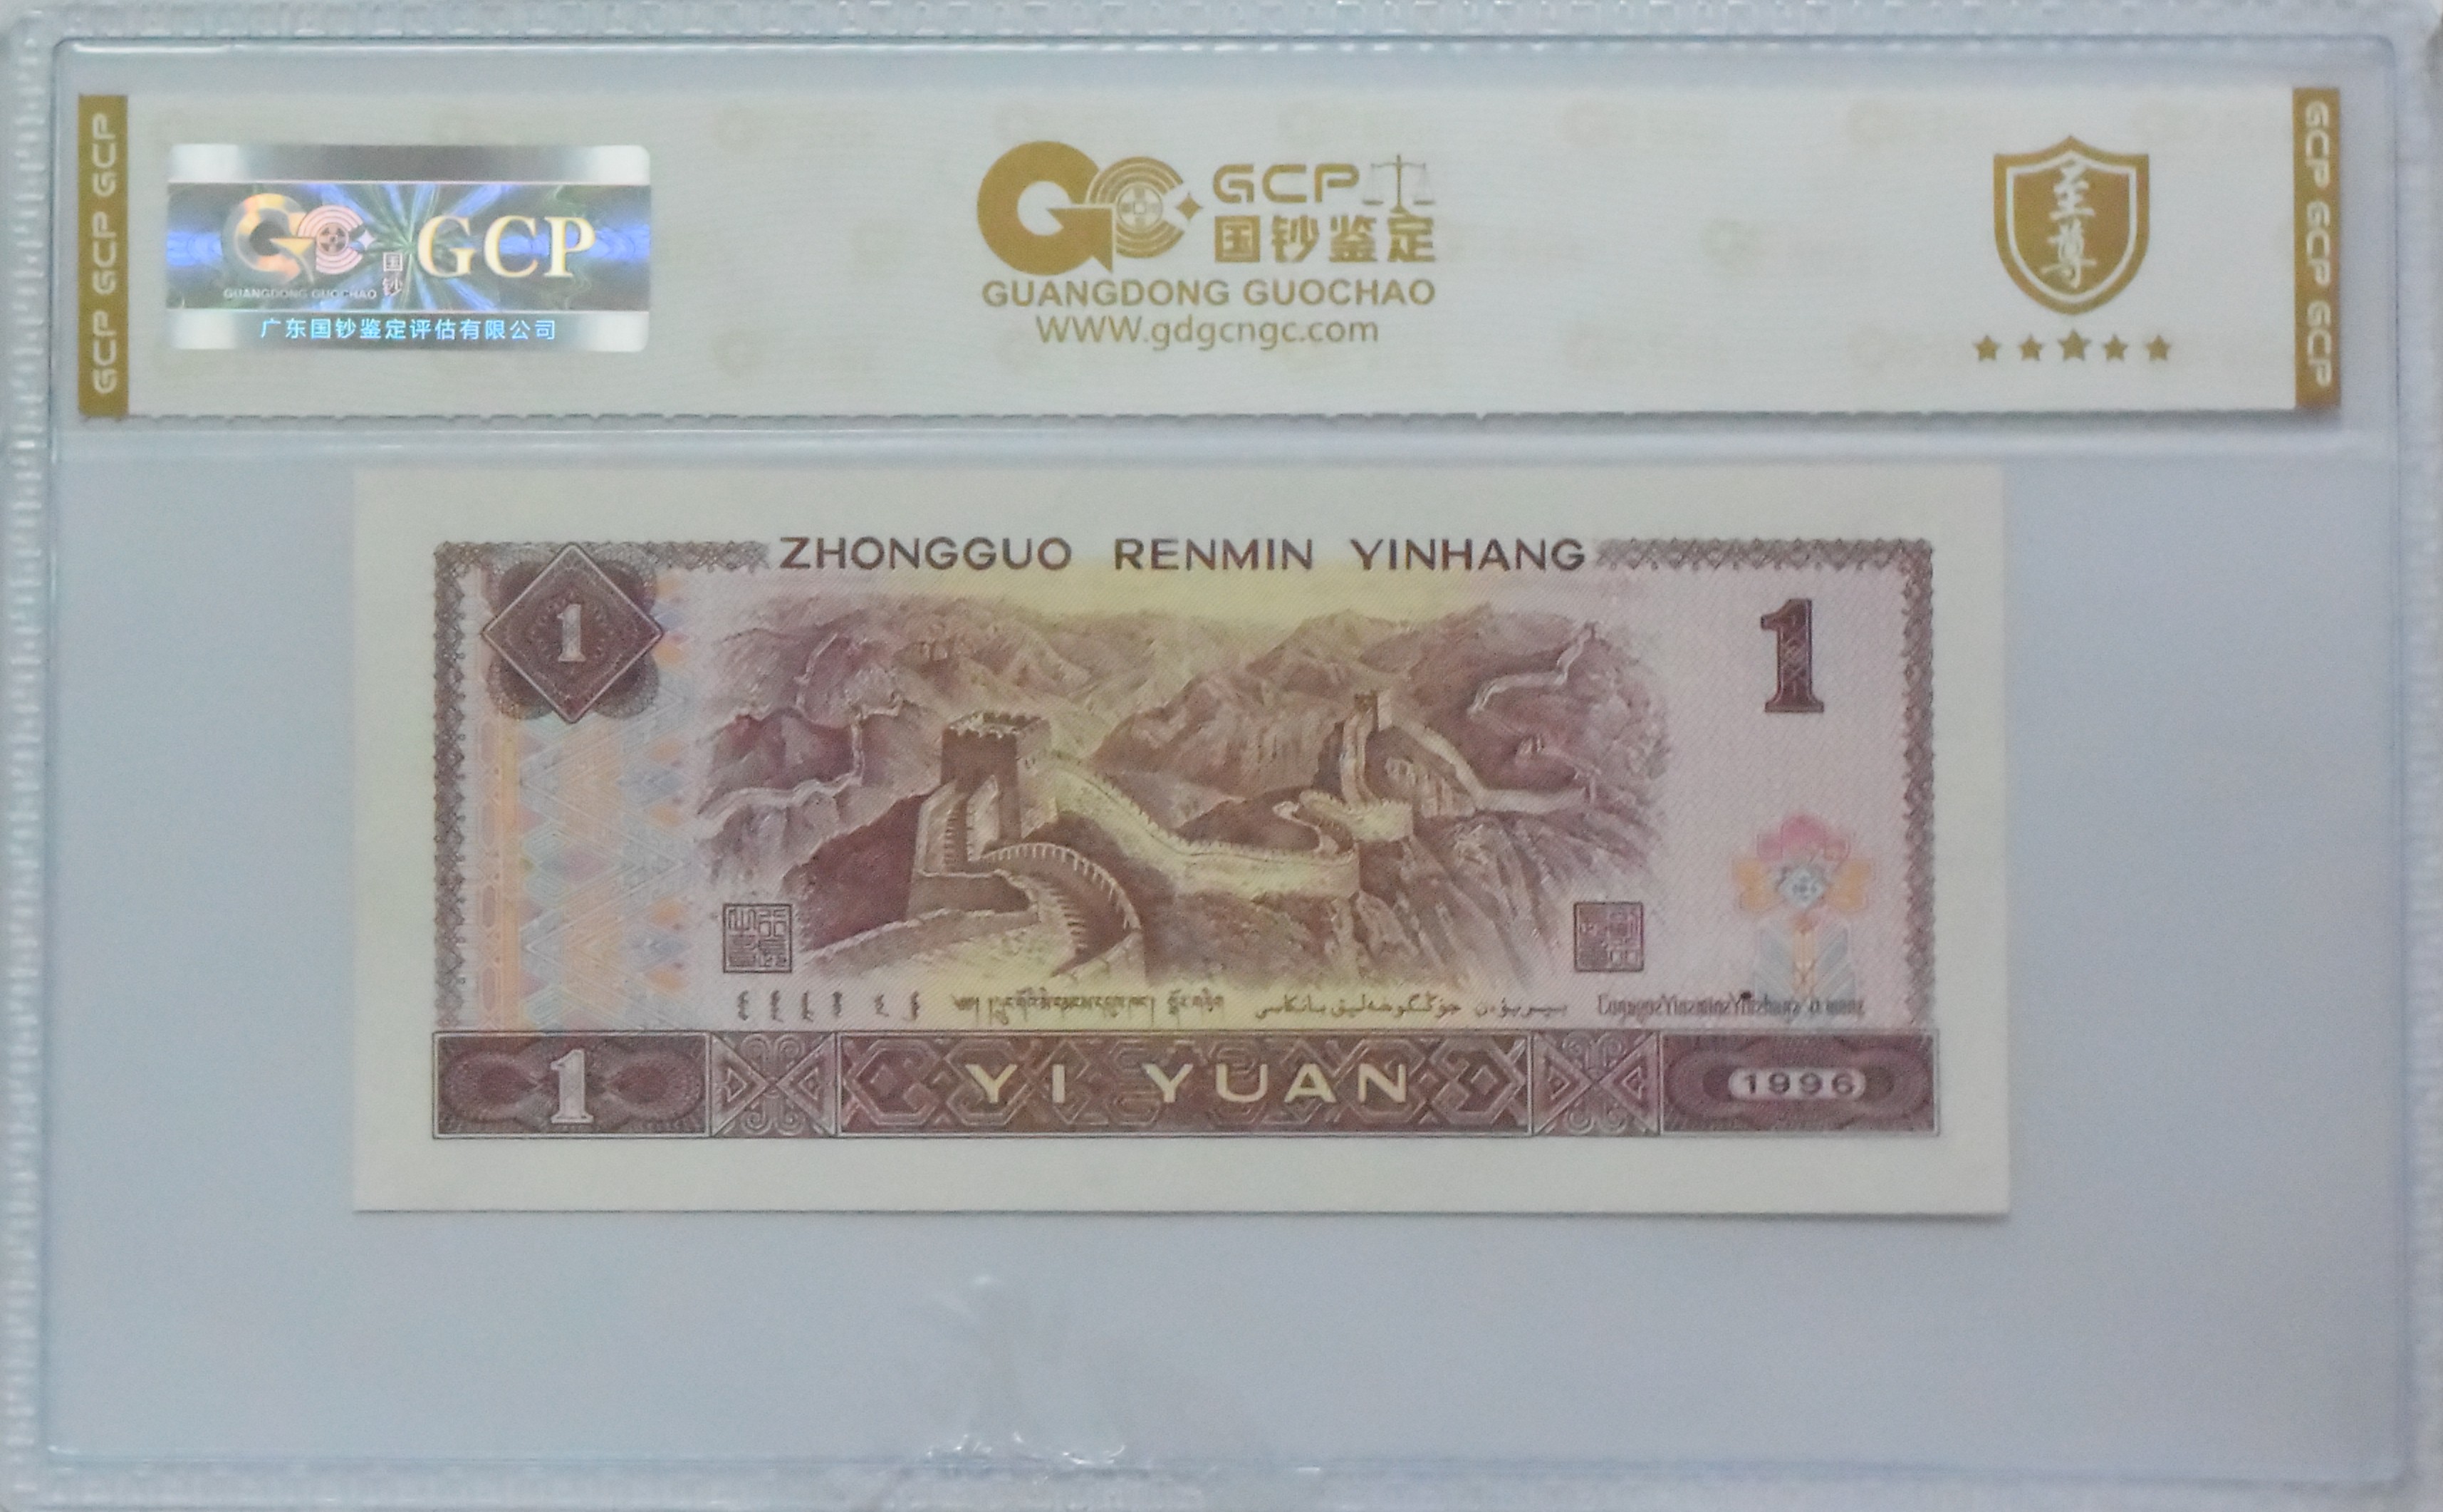 GCP GCP GCP
GCP
国钞
GUANGDONG GUOCHAO
广东国钞鉴定评估有限公司
GCP
国钞鉴定
GUANGDONG GUOCHAO
WWW.gdgcngc.com
至尊
GCP GCP GCP
ZHONGGUO RENMIN YINHANG
1
1
1
YI YUAN
1996